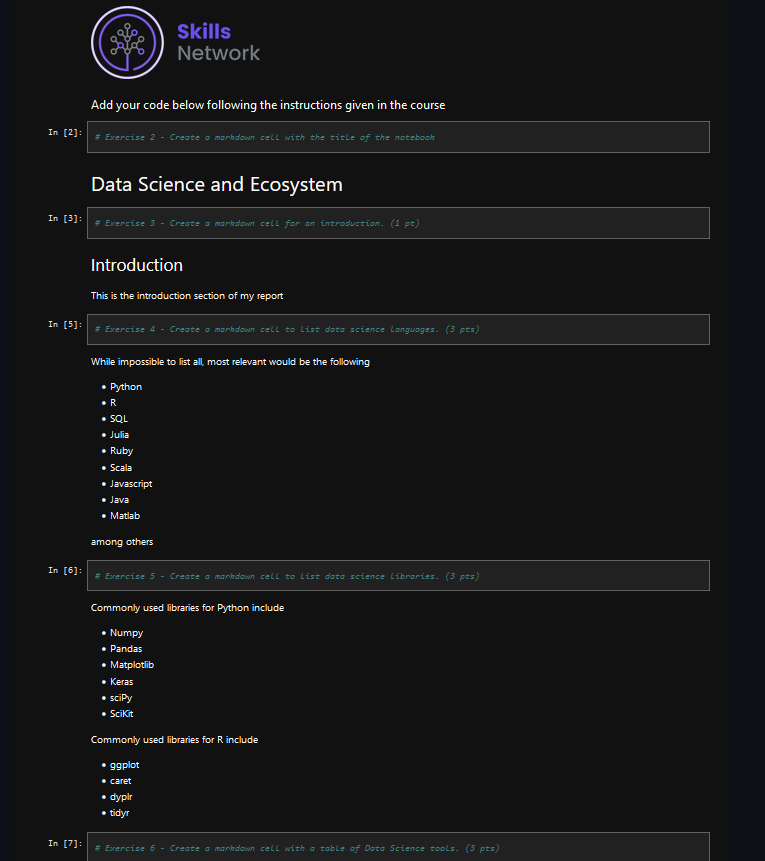 Skills
Network
Add your code below following the instructions given in the course
In [2]:
# Exercise 2 - Create a markdown cell with the title of the notebook
Data Science and Ecosystem
In [3]:
# Exercise 3 - Create a markdown cell for an introduction. (1 pt)
Introduction
This is the introduction section of my report
In [5]:
# Exercise 4 - Create a markdown cell to list data science languages. (3 pts)
While impossible to list all, most relevant would be the following
• Python
• R
• SQL
• Julia
• Ruby
• Scala
• Javascript
• Java
• Matlab
among others
In [6]:
# Exercise 5 - Create a markdown cell to list data science libraries. (3 pts)
Commonly used libraries for Python include
• Numpy
• Pandas
• Matplotlib
• Keras
• sciPy
• SciKit
Commonly used libraries for R include
• ggplot
• caret
• dyplr
• tidyr
In [7]:
# Exercise 6 - Create a markdown cell with a table of Data Science tools. (3 pts)